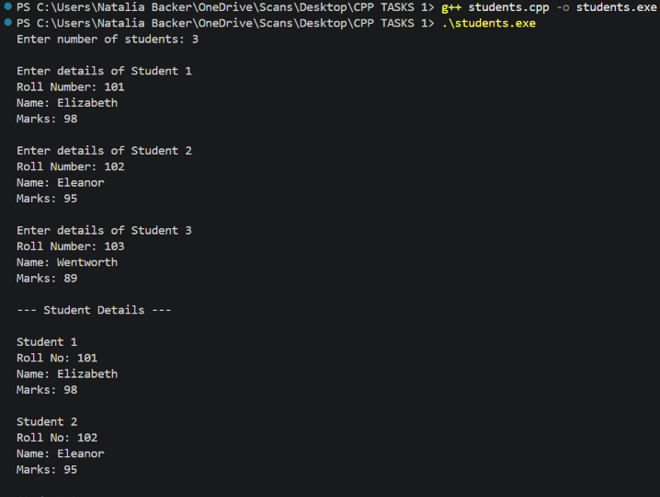 PS C:\Users\Natalia Backer\OneDrive\Scans\Desktop\CPP TASKS 1> g++ students.cpp -o students.exe
PS C:\Users\Natalia Backer\OneDrive\Scans\Desktop\CPP TASKS 1> .\students.exe
Enter number of students: 3
Enter details of Student 1
Roll Number: 101
Name: Elizabeth
Marks: 98
Enter details of Student 2
Roll Number: 102
Name: Eleanor
Marks: 95
Enter details of Student 3
Roll Number: 103
Name: Wentworth
Marks: 89
--- Student Details ---
Student 1
Roll No: 101
Name: Elizabeth
Marks: 98
Student 2
Roll No: 102
Name: Eleanor
Marks: 95